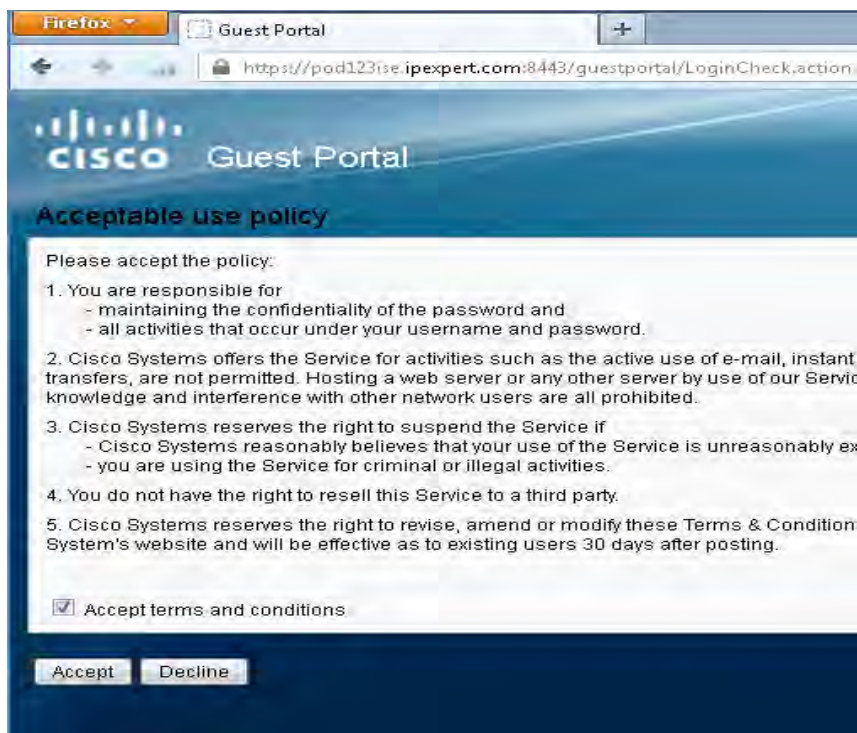 Firefox
Guest Portal
https://pod123ise.ipexpert.com:8443/guestportal/LoginCheck.action
CISCO Guest Portal
Acceptable use policy
Please accept the policy:
1. You are responsible for
- maintaining the confidentiality of the password and
- all activities that occur under your username and password.
2. Cisco Systems offers the Service for activities such as the active use of e-mail, instant
transfers, are not permitted. Hosting a web server or any other server by use of our Servic
knowledge and interference with other network users are all prohibited.
3. Cisco Systems reserves the right to suspend the Service if
- Cisco Systems reasonably believes that your use of the Service is unreasonably ex
- you are using the Service for criminal or illegal activities.
4. You do not have the right to resell this Service to a third party.
5. Cisco Systems reserves the right to revise, amend or modify these Terms & Condition
System's website and will be effective as to existing users 30 days after posting.
Accept terms and conditions
Accept Decline